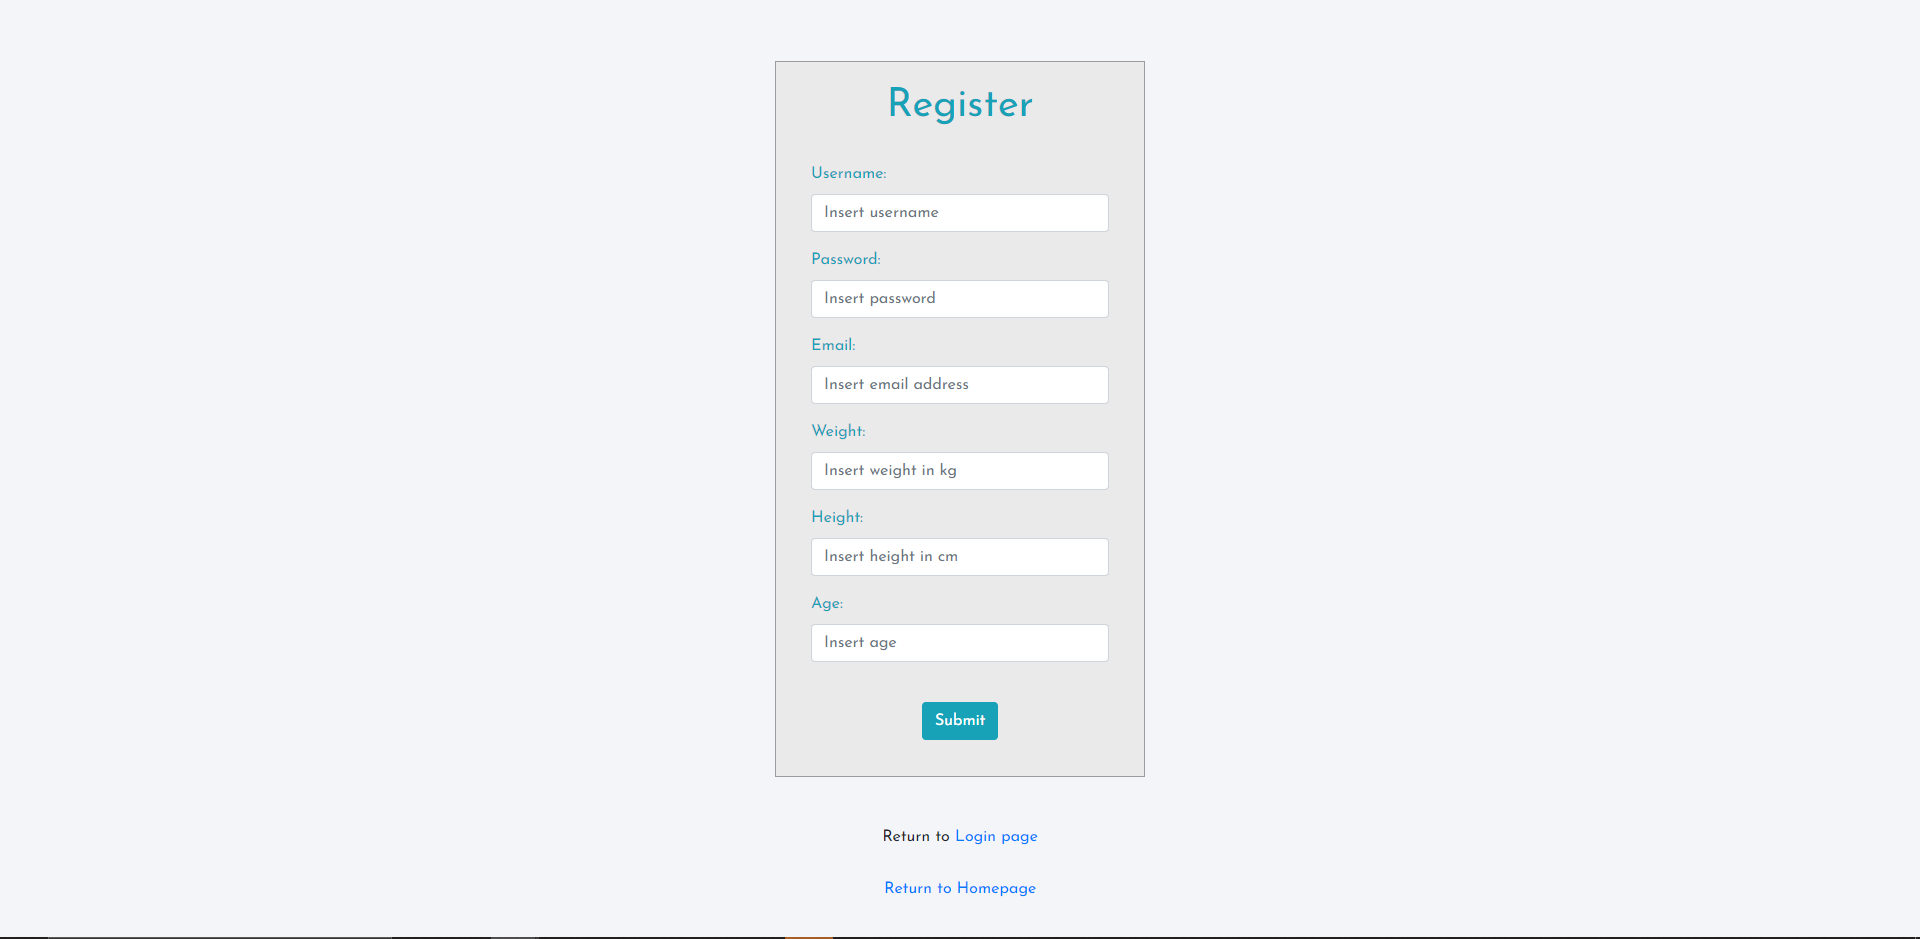 Register
Username:
Insert username
Password:
Insert password
Email:
Insert email address
Weight:
Insert weight in kg
Height:
Insert height in cm
Age:
Insert age
Submit
Return to Login page
Return to Homepage